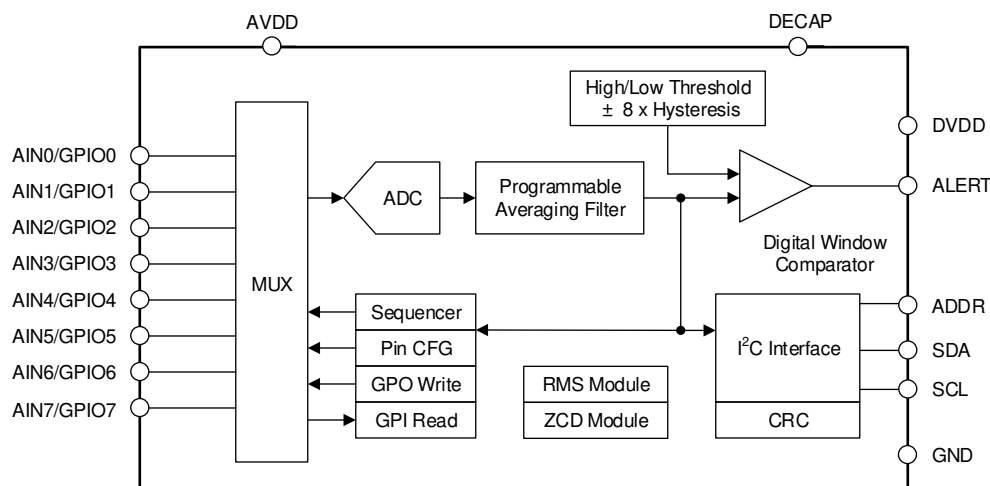 AVDD
DECAP
High/Low Threshold
± 8 x Hysteresis
DVDD
AIN0/GPIO0
AIN1/GPIO1
AIN2/GPIO2
AIN3/GPIO3
AIN4/GPIO4
AIN5/GPIO5
AIN6/GPIO6
AIN7/GPIO7
MUX
ADC
Programmable
Averaging Filter
ALERT
Digital Window
Comparator
Sequencer
Pin CFG
GPO Write
GPI Read
RMS Module
ZCD Module
I²C Interface
CRC
ADDR
SDA
SCL
GND